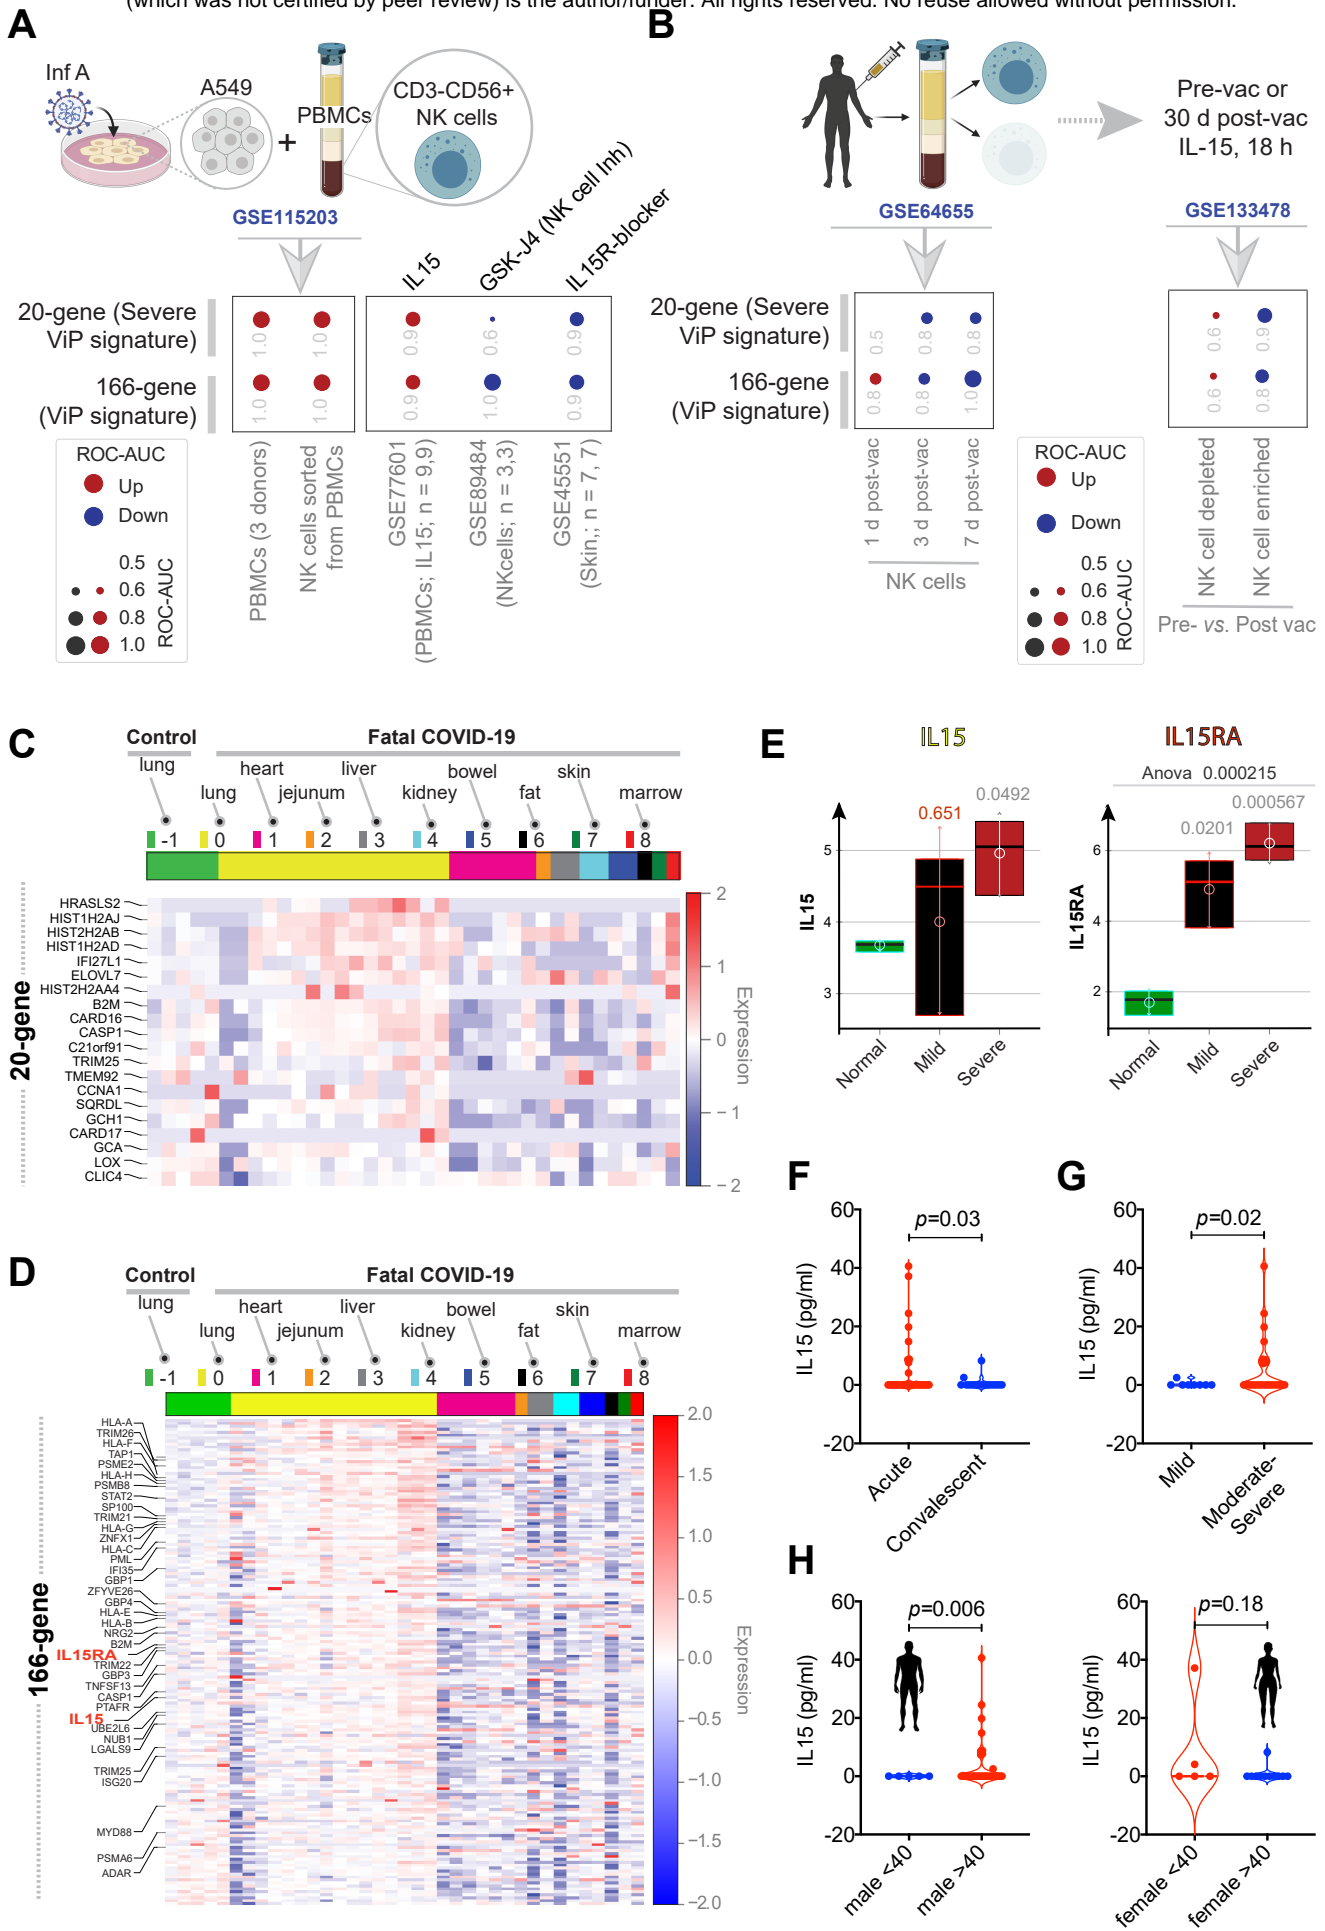 (which was not certified by peer review) is the author/funder. All rights reserved. No reuse allowed without permission.
A
Inf A
A549
+
PBMCs
CD3-CD56+
NK cells
GSE115203
IL15
GSK-J4 (NK cell Inh)
IL15R-blocker
20-gene (Severe
ViP signature)
1.0
1.0
0.9
0.6
0.9
166-gene
(ViP signature)
1.0
1.0
0.9
1.0
0.9
ROC-AUC
Up
Down
0.5
0.6
0.8
1.0
ROC-AUC
PBMCs (3 donors)
NK cells sorted
from PBMCs
GSE77601
(PBMCs; IL15; n = 9,9)
GSE89484
(NKcells; n = 3,3)
GSE45551
(Skin,; n = 7, 7)
B
Pre-vac or
30 d post-vac
IL-15, 18 h
GSE64655
GSE133478
20-gene (Severe
ViP signature)
0.5
0.8
0.8
0.6
0.9
166-gene
(ViP signature)
0.8
0.8
1.0
0.6
0.8
1 d post-vac
3 d post-vac
7 d post-vac
NK cells
ROC-AUC
Up
Down
0.5
0.6
0.8
1.0
ROC-AUC
NK cell depleted
NK cell enriched
Pre- vs. Post vac
C
Control
Fatal COVID-19
lung
heart
liver
bowel
skin
lung
jejunum
kidney
fat
marrow
-1
0
1
2
3
4
5
6
7
8
20-gene
HRASLS2
HIST1H2AJ
HIST2H2AB
HIST1H2AD
IFI27L1
ELOVL7
HIST2H2AA4
B2M
CARD16
CASP1
C21orf91
TRIM25
TMEM92
CCNA1
SQRDL
GCH1
CARD17
GCA
LOX
CLIC4
2
1
0
−1
−2
Expression
D
Control
Fatal COVID-19
lung
heart
liver
bowel
skin
lung
jejunum
kidney
fat
marrow
-1
0
1
2
3
4
5
6
7
8
166-gene
HLA-A
TRIM26
HLA-F
TAP1
PSME2
HLA-H
PSMB8
STAT2
SP100
TRIM21
HLA-G
ZNFX1
HLA-C
PML
IFI35
GBP1
ZFYVE26
GBP4
HLA-E
HLA-B
NRG2
B2M
IL15RA
TRIM22
GBP3
TNFSF13
CASP1
PTAFR
IL15
UBE2L6
NUB1
LGALS9
TRIM25
ISG20
MYD88
PSMA6
ADAR
2.0
1.5
1.0
0.5
0.0
−0.5
−1.0
−1.5
−2.0
Expression
E
IL15
0.651
0.0492
5
4
3
IL15
Normal
Mild
Severe
IL15RA
Anova 0.000215
0.000567
0.0201
6
4
2
IL15RA
Normal
Mild
Severe
F
60
40
20
0
-20
IL15 (pg/ml)
p=0.03
Acute
Convalescent
G
60
40
20
0
-20
IL15 (pg/ml)
p=0.02
Mild
Moderate-
Severe
H
60
40
20
0
-20
IL15 (pg/ml)
p=0.006
male <40
male >40
60
40
20
0
-20
IL15 (pg/ml)
p=0.18
female <40
female >40